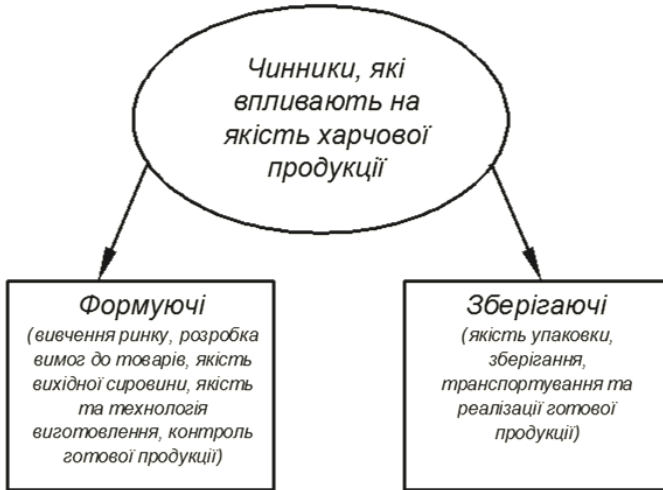 Чинники, які
впливають на
якість харчової
продукції
Формуючі
(вивчення ринку, розробка
вимог до товарів, якість
вихідної сировини, якість
та технологія
виготовлення, контроль
готової продукції)
Зберігаючі
(якість упаковки,
зберігання,
транспортування та
реалізації готової
продукції)